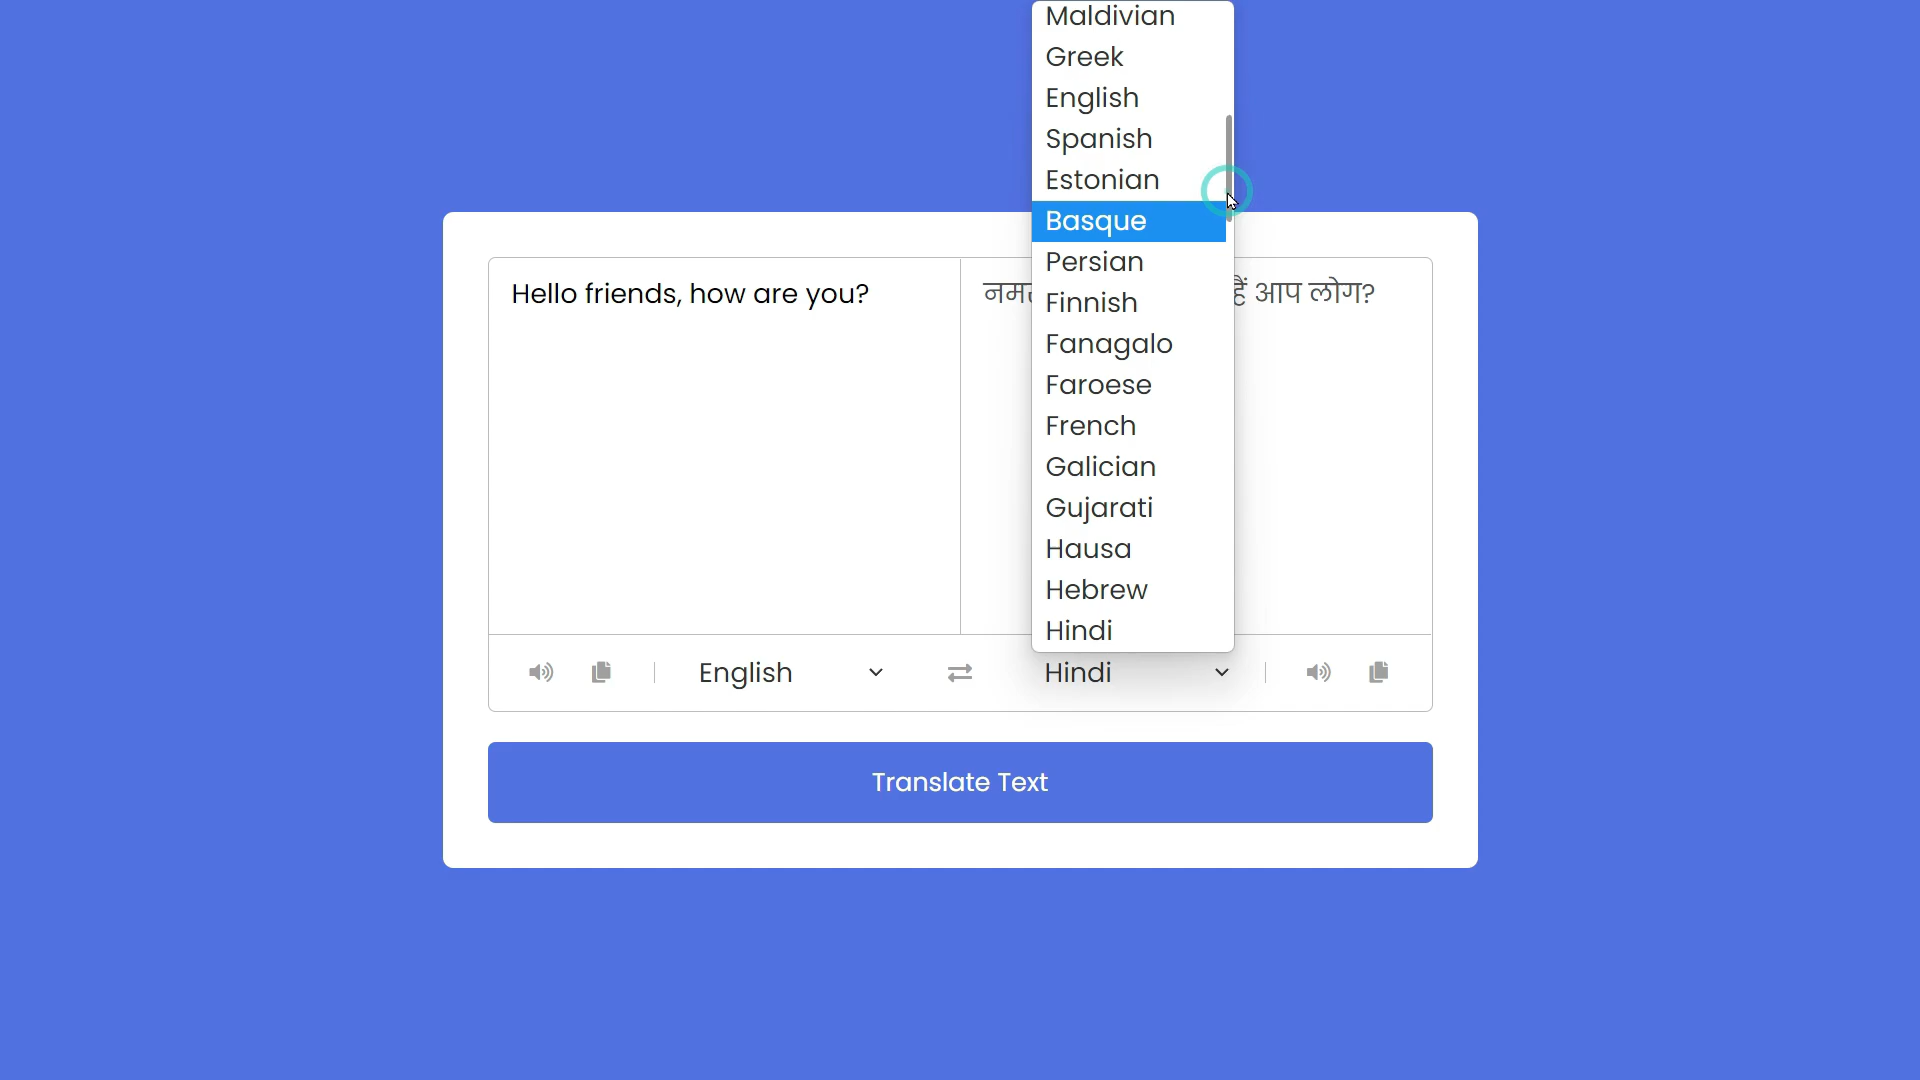 Maldivian
Greek
English
Spanish
Estonian
Basque
Persian
Finnish
Fanagalo
Faroese
French
Galician
Gujarati
Hausa
Hebrew
Hindi
Hello friends, how are you?
हैं आप लोग?
English
Hindi
Translate Text